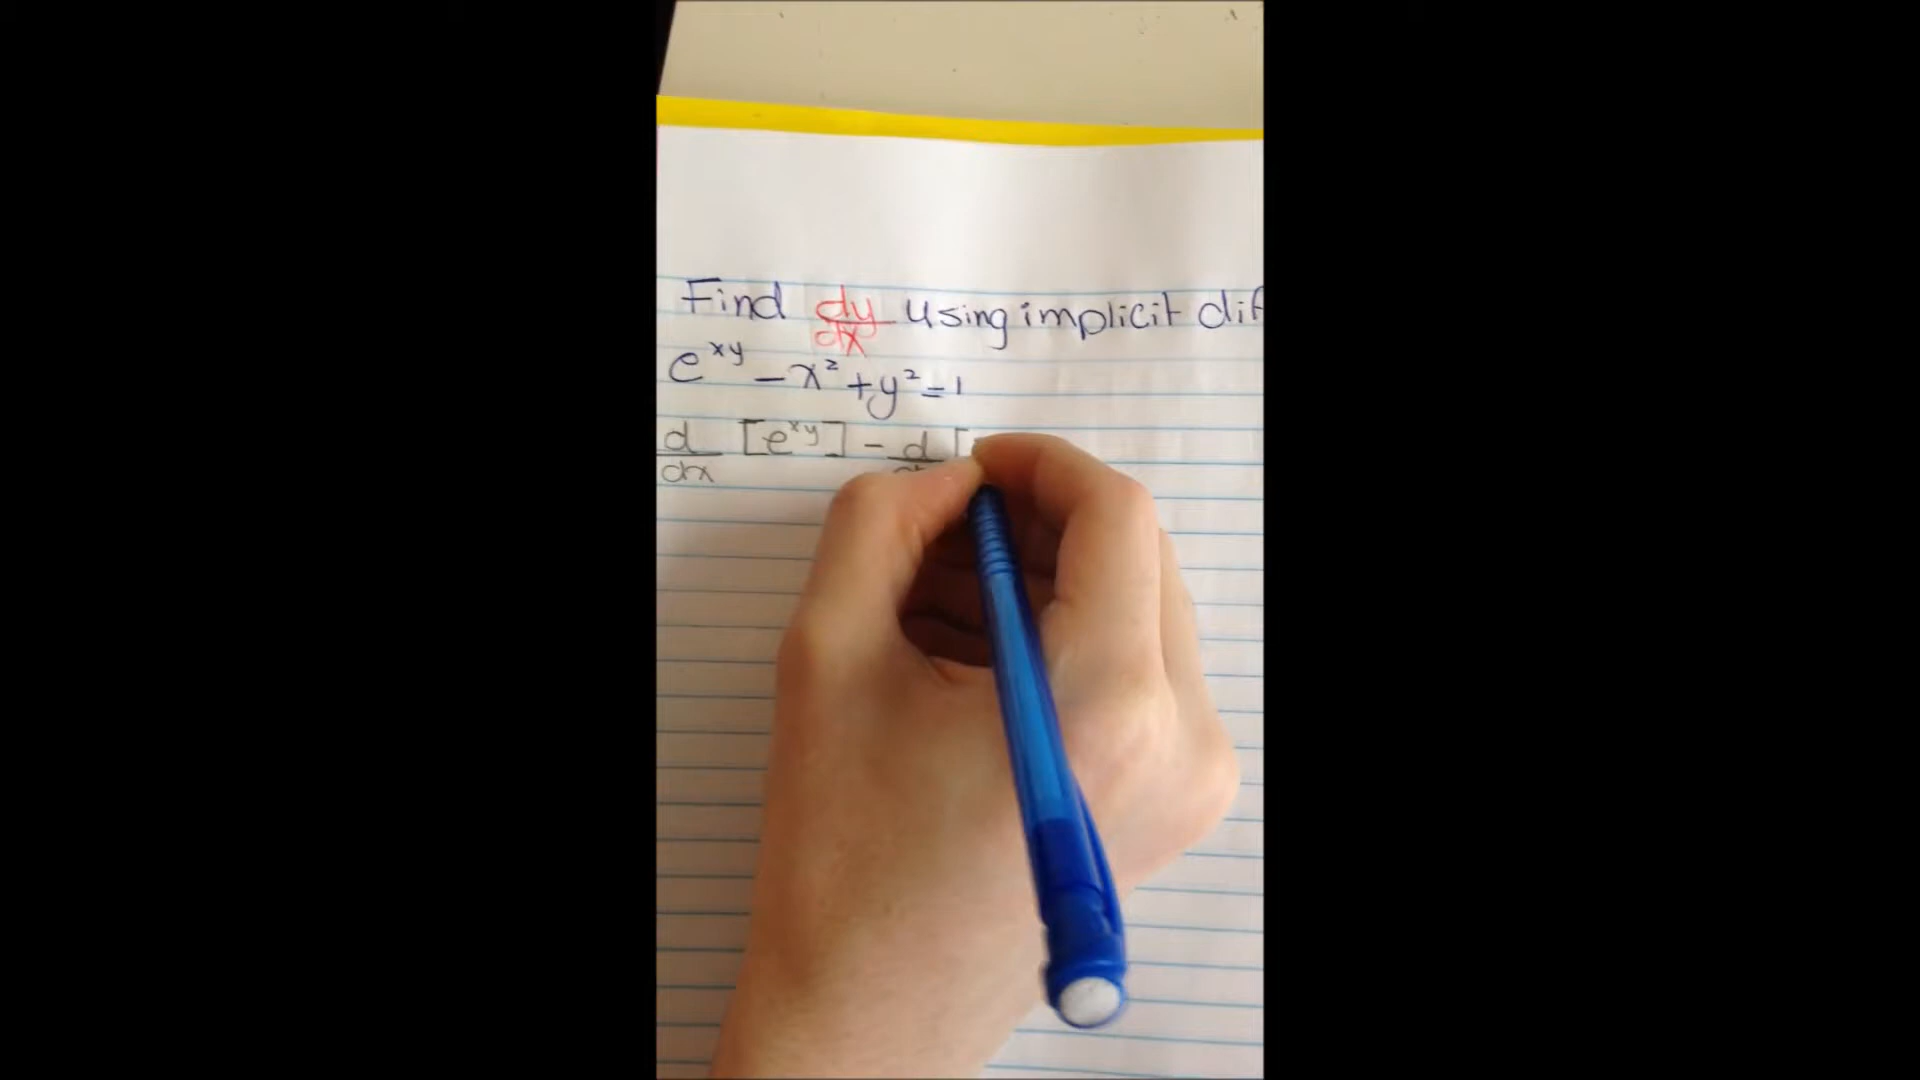 Find dy/dx using implicit dif
e^xy - x² + y² = 1
d/dx [e^xy] - d [